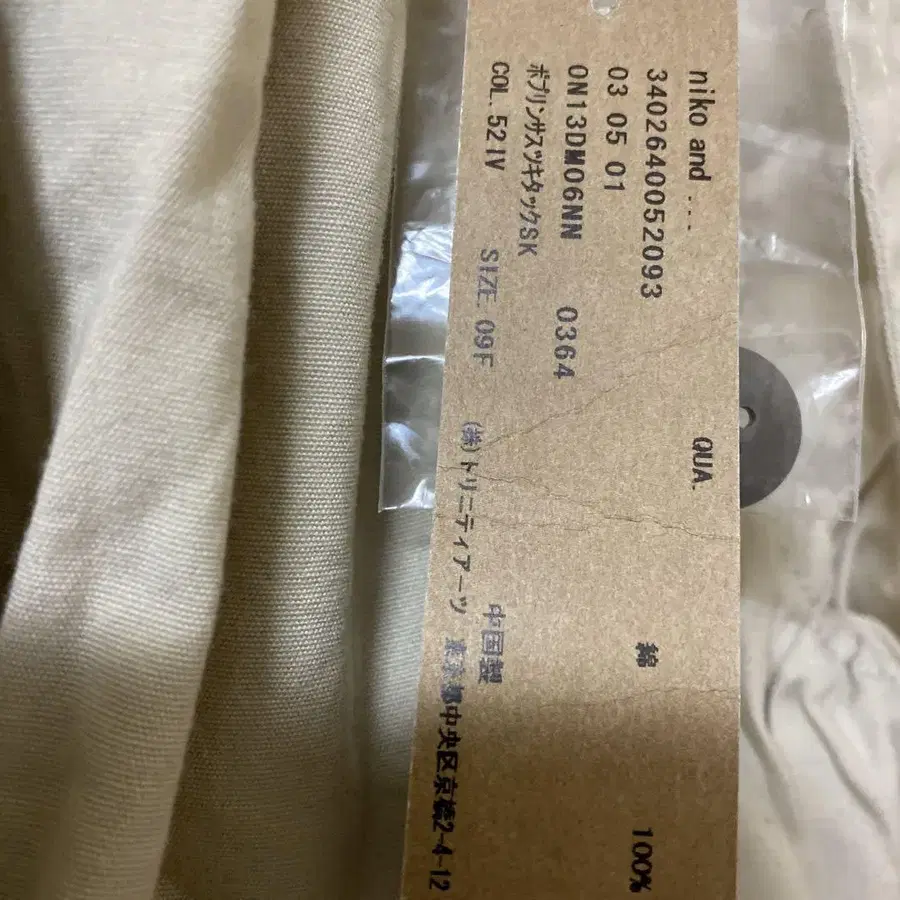 niko and ...
3402640052093
03 05 01
QUA. 綿 100%
ON13DM06NN 0364
ポプリンサスツキタックSK
COL. 52IV SIZE. 09F
中国製
(株)トリニティアーツ 東京都中央区京橋2-4-12